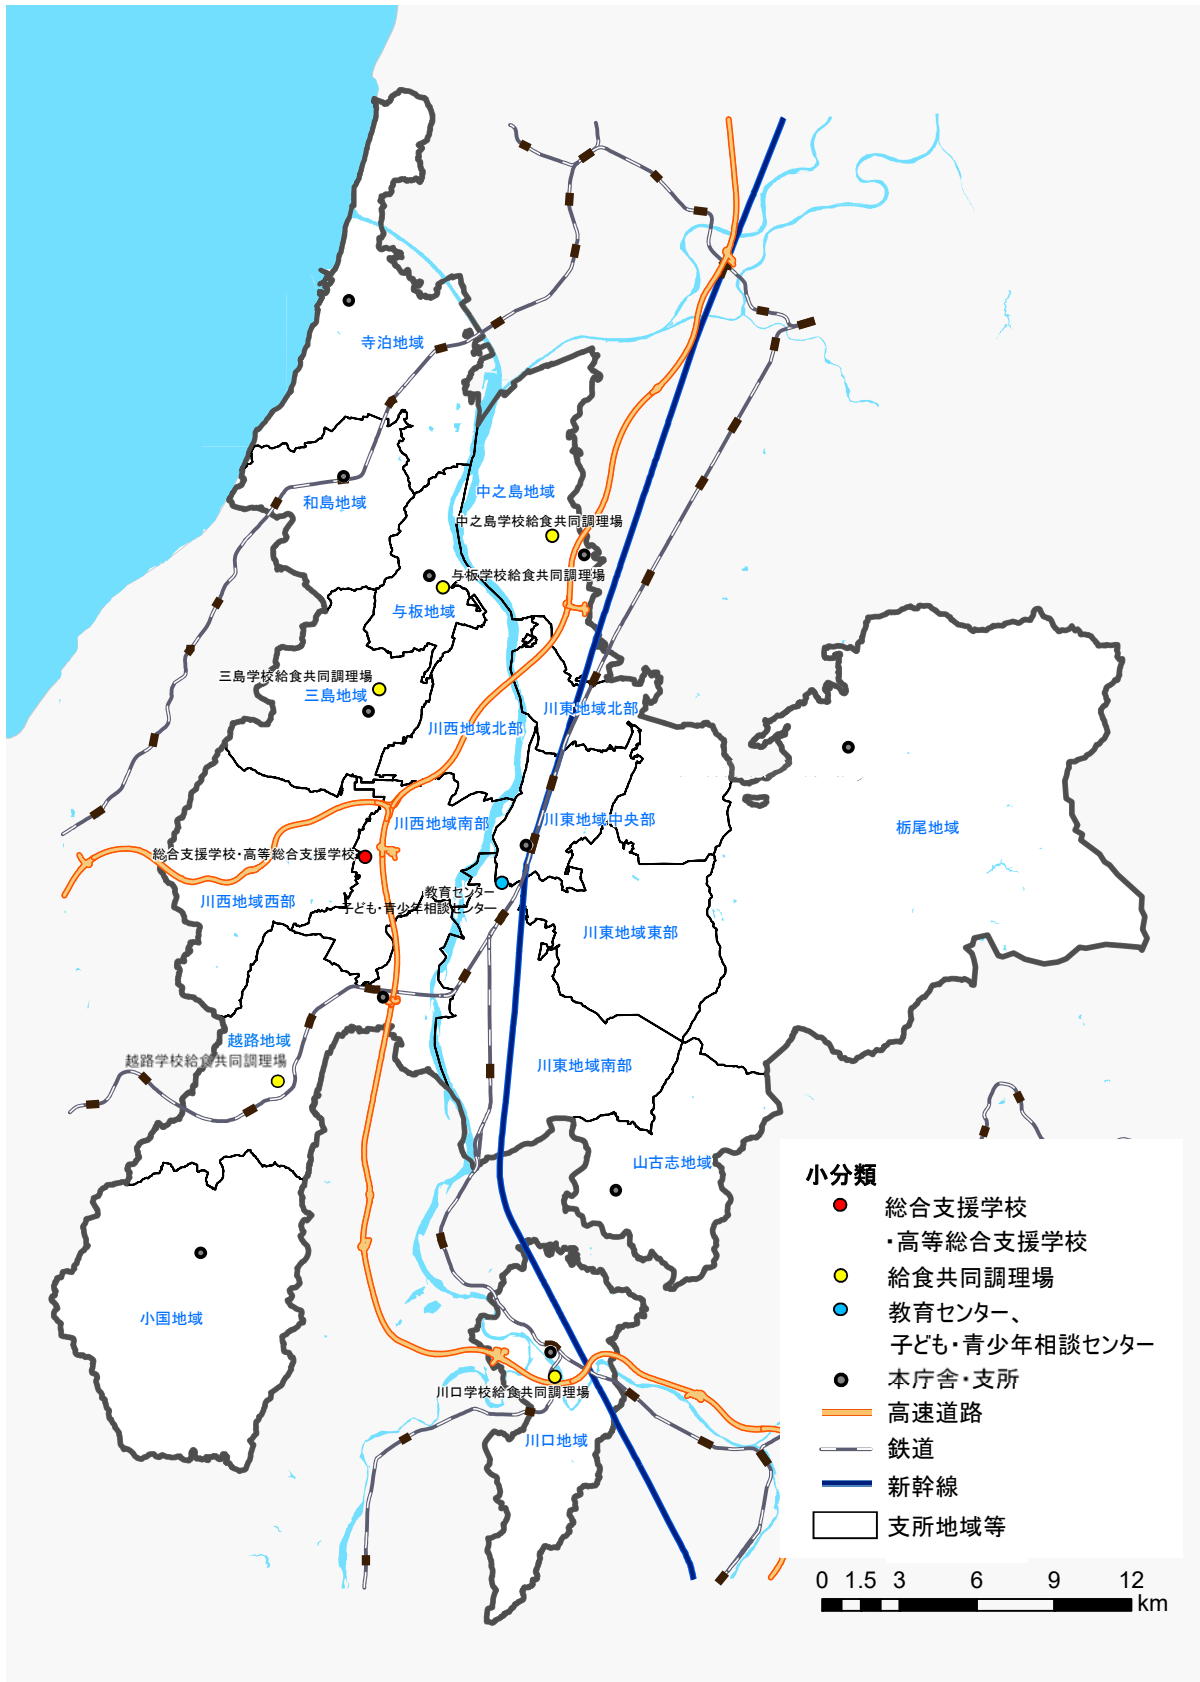 寺泊地域
中之島地域
和島地域
中之島学校給食共同調理場
与板学校給食共同調理場
与板地域
三島学校給食共同調理場
三島地域
川東地域北部
川西地域北部
川西地域南部
川東地域中央部
栃尾地域
総合支援学校・高等総合支援学校
教育センター
川西地域西部
子ども・青少年相談センター
川東地域東部
越路地域
越路学校給食共同調理場
川東地域南部
山古志地域
小国地域
川口学校給食共同調理場
川口地域
小分類
総合支援学校
・高等総合支援学校
給食共同調理場
教育センター、
子ども・青少年相談センター
本庁舎・支所
高速道路
鉄道
新幹線
支所地域等
0 1.5 3 6 9 12
km